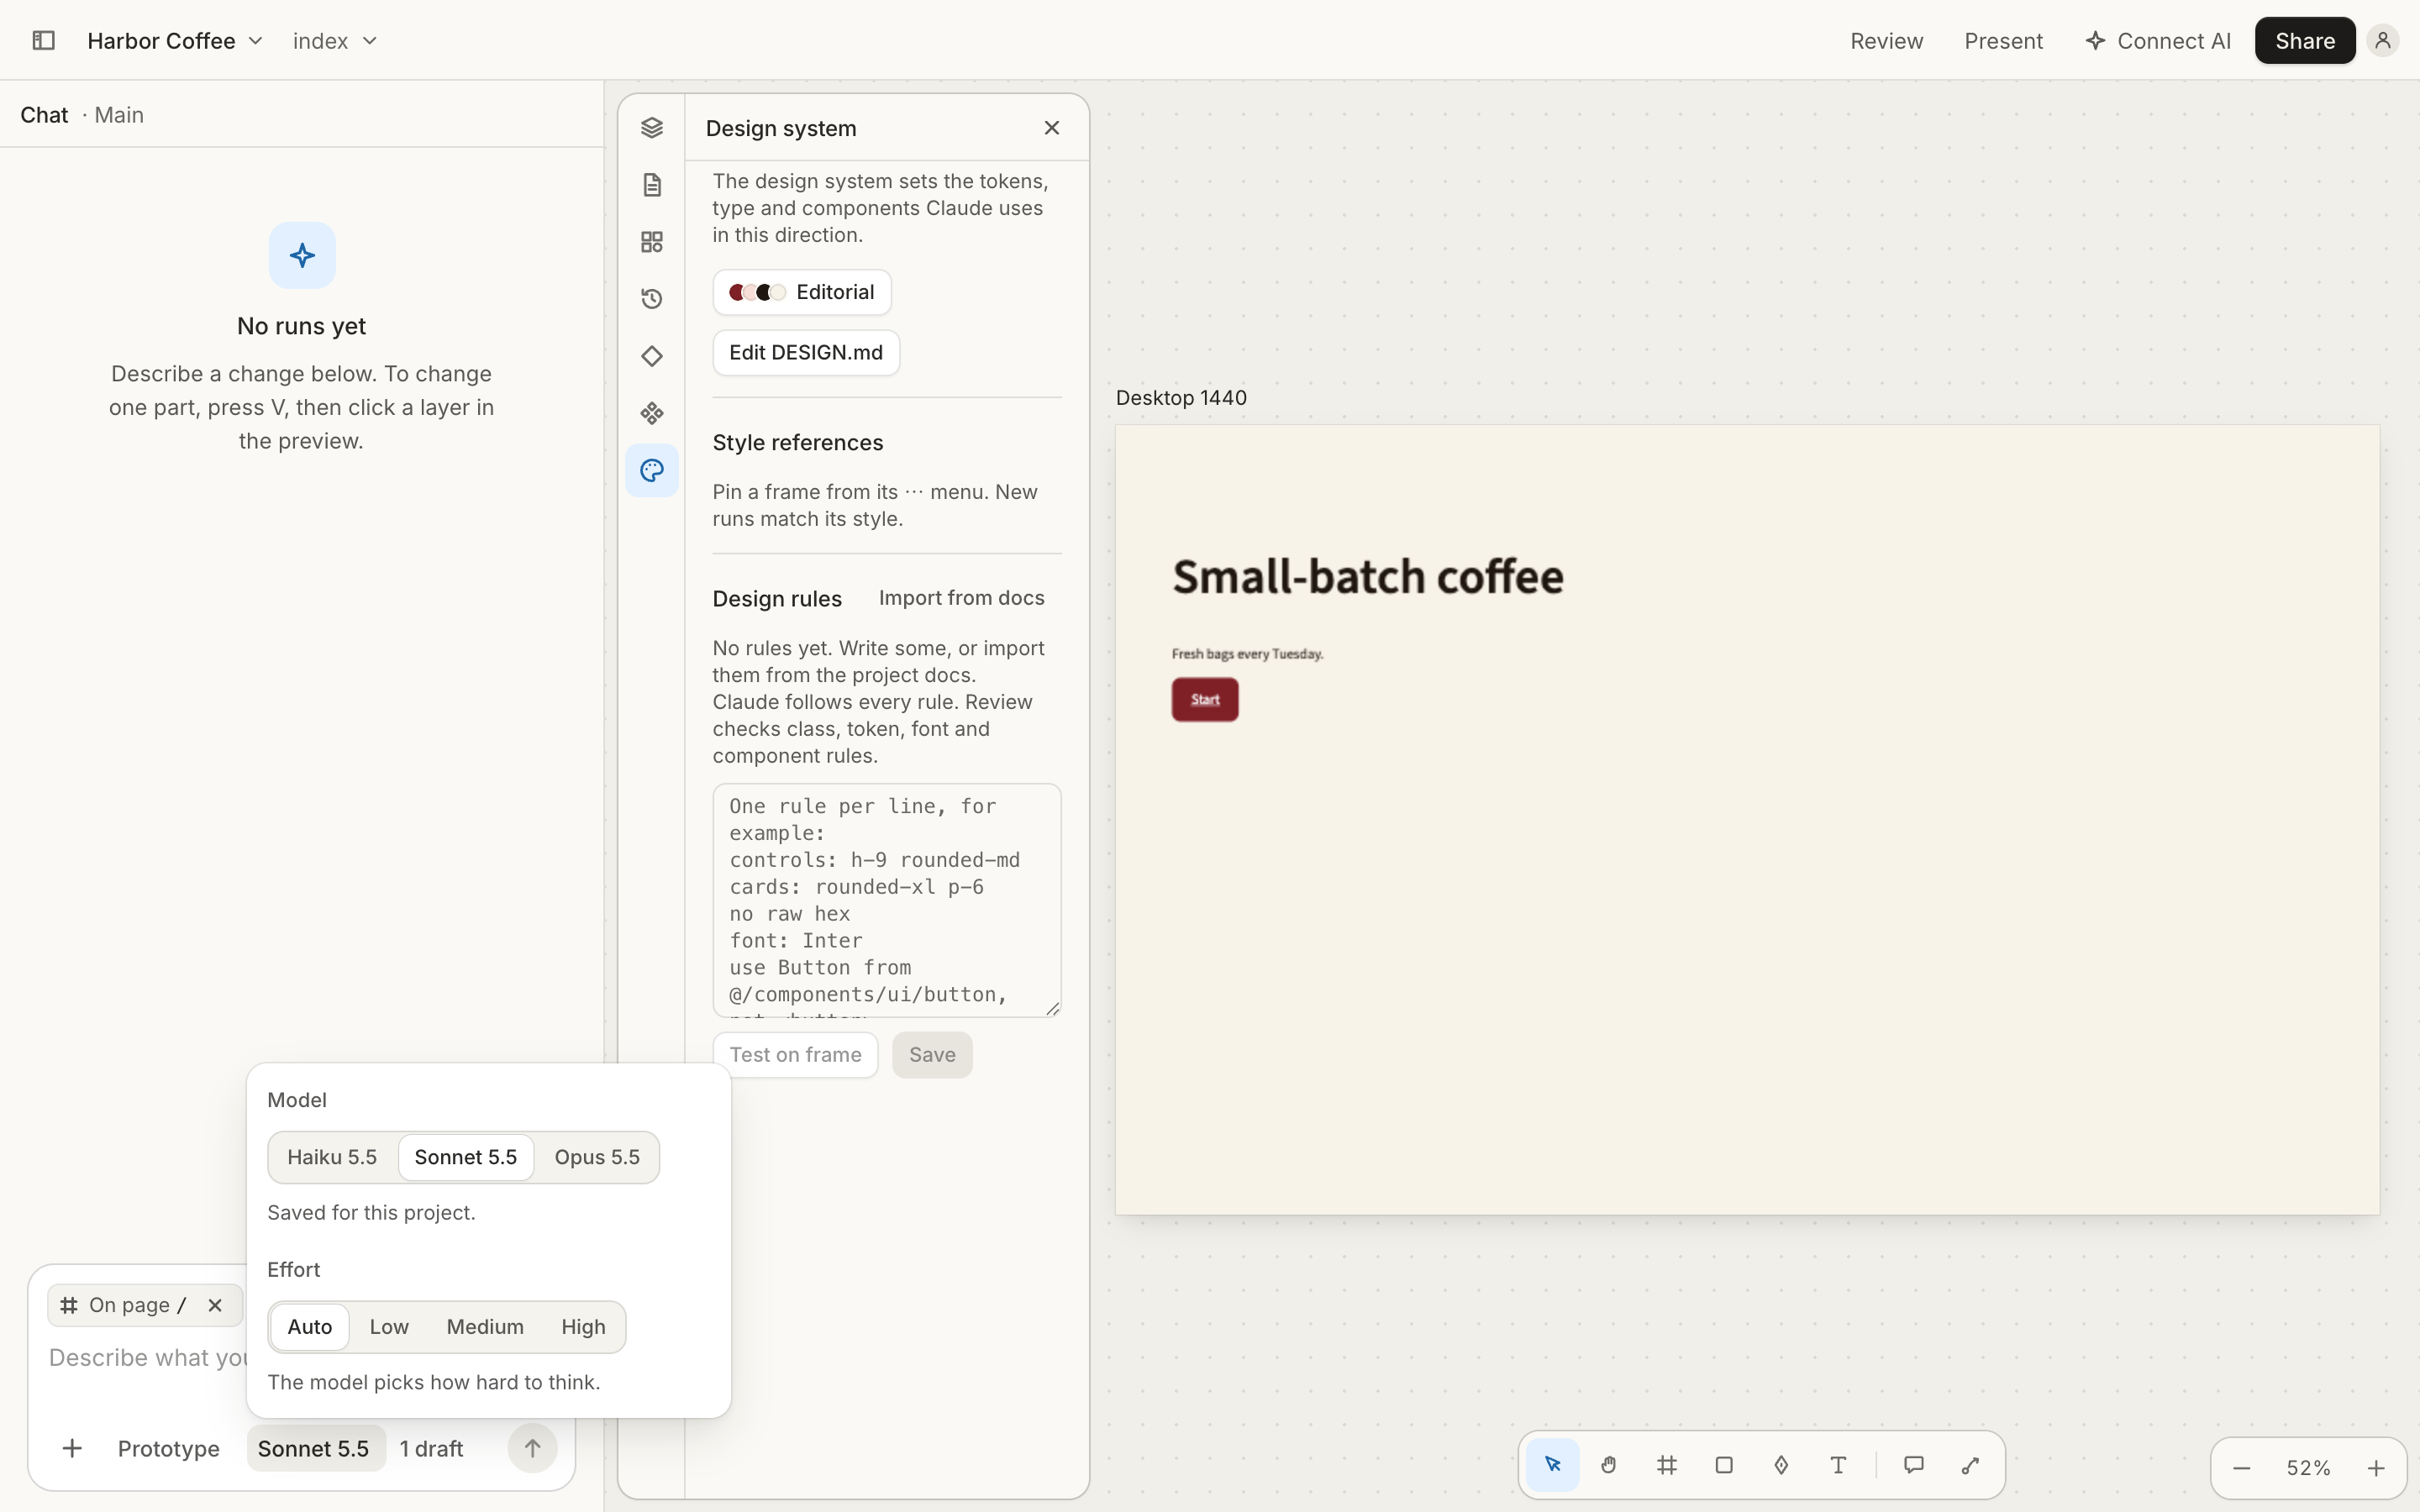 Harbor Coffee
index
Review
Present
Connect AI
Share
Chat · Main
No runs yet
Describe a change below. To change
one part, press V, then click a layer in
the preview.
Design system
The design system sets the tokens,
type and components Claude uses
in this direction.
Editorial
Edit DESIGN.md
Style references
Pin a frame from its ··· menu. New
runs match its style.
Design rules
Import from docs
No rules yet. Write some, or import
them from the project docs.
Claude follows every rule. Review
checks class, token, font and
component rules.
One rule per line, for
example:
controls: h-9 rounded-md
cards: rounded-xl p-6
no raw hex
font: Inter
use Button from
@/components/ui/button,
Test on frame
Save
Desktop 1440
Small-batch coffee
Fresh bags every Tuesday.
Start
Model
Haiku 5.5
Sonnet 5.5
Opus 5.5
Saved for this project.
Effort
Auto
Low
Medium
High
The model picks how hard to think.
On page /
Describe what
Prototype
Sonnet 5.5
1 draft
52%